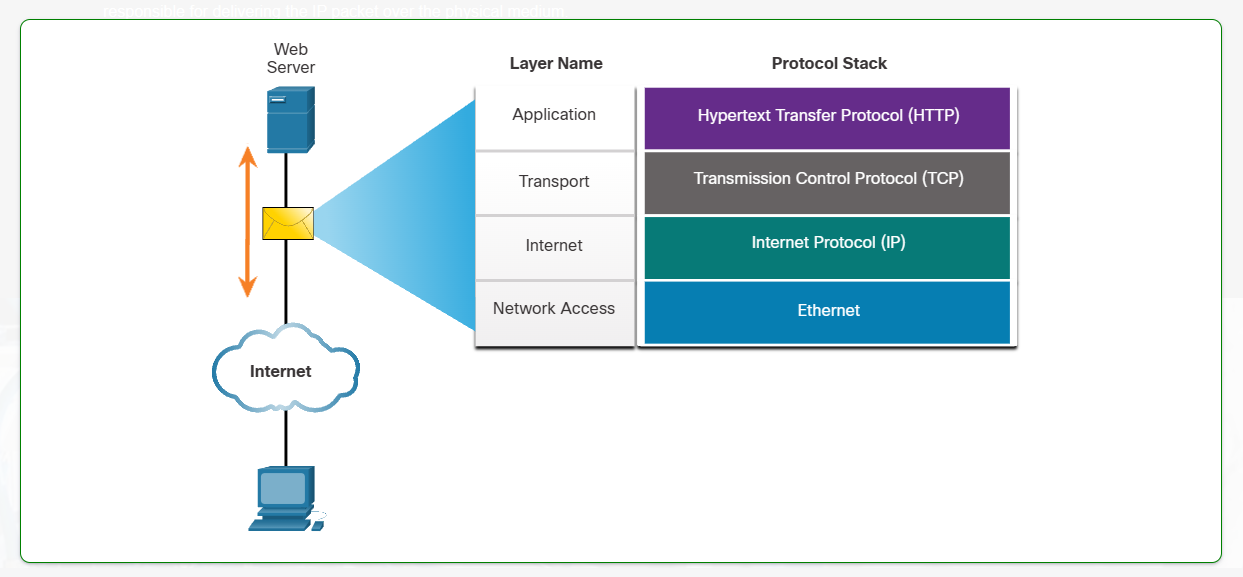 responsible for delivering the IP packet over the physical medium.
Web
Server
Layer Name
Protocol Stack
Application
Hypertext Transfer Protocol (HTTP)
Transport
Transmission Control Protocol (TCP)
Internet
Internet Protocol (IP)
Network Access
Ethernet
Internet